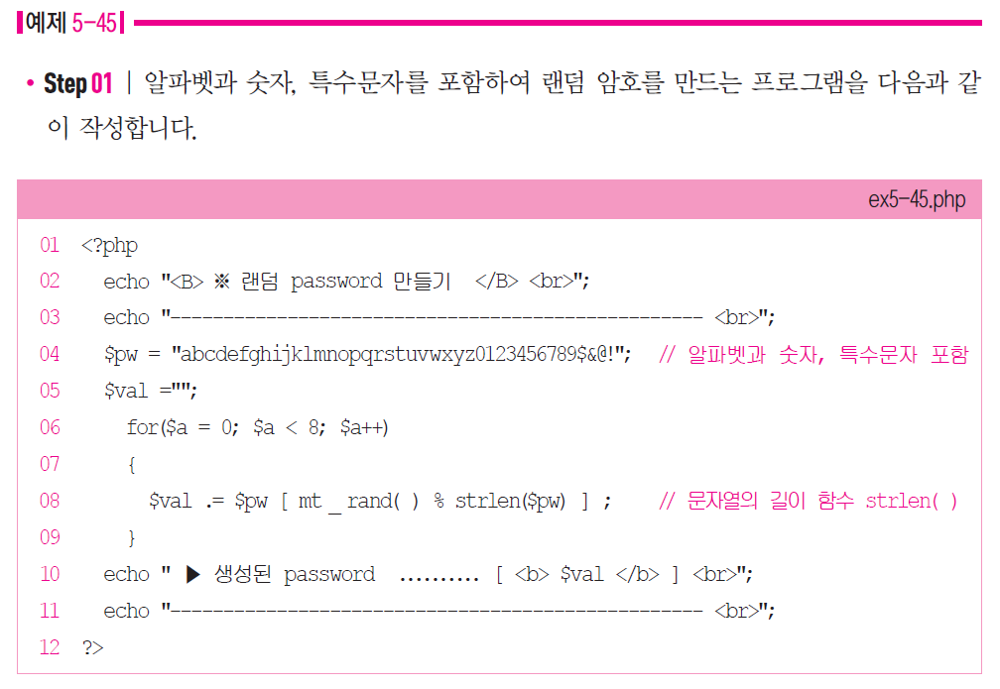 예제 5-45
• Step 01 | 알파벳과 숫자, 특수문자를 포함하여 랜덤 암호를 만드는 프로그램을 다음과 같
이 작성합니다.
ex5-45.php
01 <?php
02 echo "<B> ※ 랜덤 password 만들기 </B> <br>";
03 echo "-------------------------------------------------- <br>";
04 $pw = "abcdefghijklmnopqrstuvwxyz0123456789$&@!"; // 알파벳과 숫자, 특수문자 포함
05 $val ="";
06 for($a = 0; $a < 8; $a++)
07 {
08 $val .= $pw [ mt _ rand( ) % strlen($pw) ] ; // 문자열의 길이 함수 strlen( )
09 }
10 echo " ▶ 생성된 password .......... [ <b> $val </b> ] <br>";
11 echo "-------------------------------------------------- <br>";
12 ?>